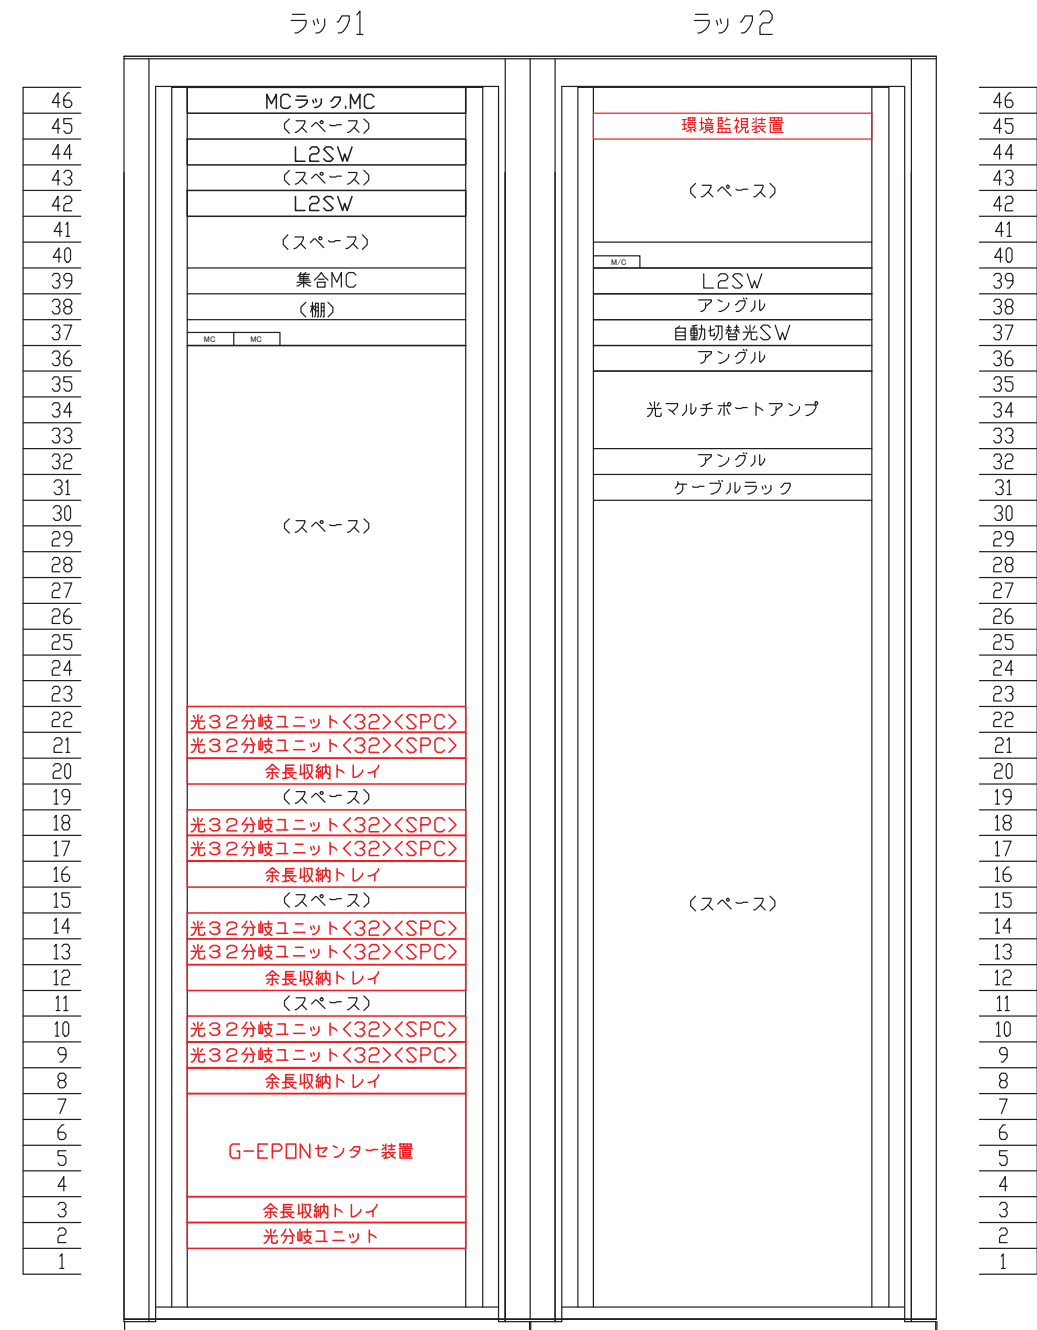 ラック1 ラック2
46 MCラック,MC 46
45 (スペース) 環境監視装置 45
44 L2SW 44
43 (スペース) (スペース) 43
42 L2SW 42
41 41
(スペース)
40 M/C 40
39 集合MC L2SW 39
38 (棚) アングル 38
37 MC MC 自動切替光SW 37
36 アングル 36
35 35
34 光マルチポートアンプ 34
33 33
32 アングル 32
31 ケーブルラック 31
30 (スペース) 30
29 29
28 28
27 27
26 26
25 25
24 24
23 23
22 光32分岐ユニット<32><SPC> 22
21 光32分岐ユニット<32><SPC> 21
20 余長収納トレイ 20
19 (スペース) 19
18 光32分岐ユニット<32><SPC> 18
17 光32分岐ユニット<32><SPC> 17
16 余長収納トレイ 16
15 (スペース) (スペース) 15
14 光32分岐ユニット<32><SPC> 14
13 光32分岐ユニット<32><SPC> 13
12 余長収納トレイ 12
11 (スペース) 11
10 光32分岐ユニット<32><SPC> 10
9 光32分岐ユニット<32><SPC> 9
8 余長収納トレイ 8
7 7
6 6
5 G-EPONセンター装置 5
4 4
3 余長収納トレイ 3
2 光分岐ユニット 2
1 1